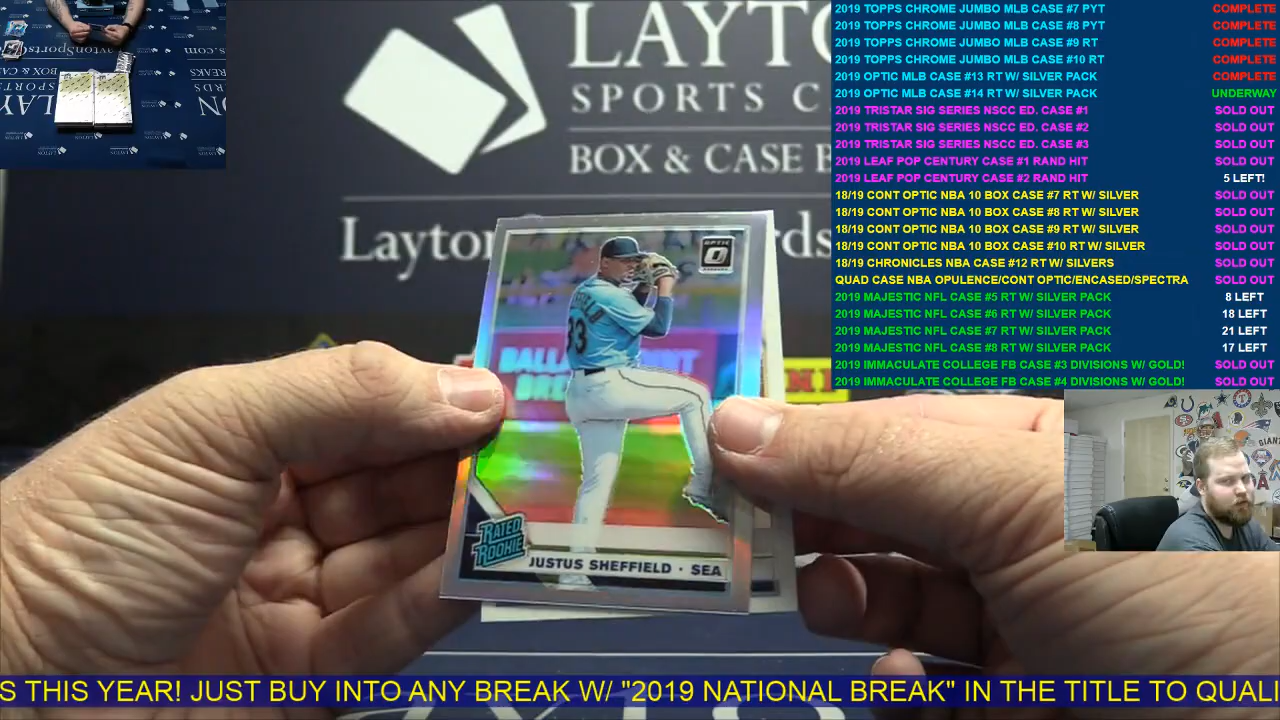 LAYTO
SPORTS C
BOX & CASE B
Layton
rds
2019 TOPPS CHROME JUMBO MLB CASE #7 PYT COMPLETE
2019 TOPPS CHROME JUMBO MLB CASE #8 PYT COMPLETE
2019 TOPPS CHROME JUMBO MLB CASE #9 RT COMPLETE
2019 TOPPS CHROME JUMBO MLB CASE #10 RT COMPLETE
2019 OPTIC MLB CASE #13 RT W/ SILVER PACK COMPLETE
2019 OPTIC MLB CASE #14 RT W/ SILVER PACK UNDERWAY
2019 TRISTAR SIG SERIES NSCC ED. CASE #1 SOLD OUT
2019 TRISTAR SIG SERIES NSCC ED. CASE #2 SOLD OUT
2019 TRISTAR SIG SERIES NSCC ED. CASE #3 SOLD OUT
2019 LEAF POP CENTURY CASE #1 RAND HIT SOLD OUT
2019 LEAF POP CENTURY CASE #2 RAND HIT 5 LEFT!
18/19 CONT OPTIC NBA 10 BOX CASE #7 RT W/ SILVER SOLD OUT
18/19 CONT OPTIC NBA 10 BOX CASE #8 RT W/ SILVER SOLD OUT
18/19 CONT OPTIC NBA 10 BOX CASE #9 RT W/ SILVER SOLD OUT
18/19 CONT OPTIC NBA 10 BOX CASE #10 RT W/ SILVER SOLD OUT
18/19 CHRONICLES NBA CASE #12 RT W/ SILVERS SOLD OUT
QUAD CASE NBA OPULENCE/CONT OPTIC/ENCASED/SPECTRA SOLD OUT
2019 MAJESTIC NFL CASE #5 RT W/ SILVER PACK 8 LEFT
2019 MAJESTIC NFL CASE #6 RT W/ SILVER PACK 18 LEFT
2019 MAJESTIC NFL CASE #7 RT W/ SILVER PACK 21 LEFT
2019 MAJESTIC NFL CASE #8 RT W/ SILVER PACK 17 LEFT
2019 IMMACULATE COLLEGE FB CASE #3 DIVISIONS W/ GOLD! SOLD OUT
2019 IMMACULATE COLLEGE FB CASE #4 DIVISIONS W/ GOLD! SOLD OUT
OPTIC
33
RATED
ROOKIE
JUSTUS SHEFFIELD · SEA
S THIS YEAR! JUST BUY INTO ANY BREAK W/ "2019 NATIONAL BREAK" IN THE TITLE TO QUALI